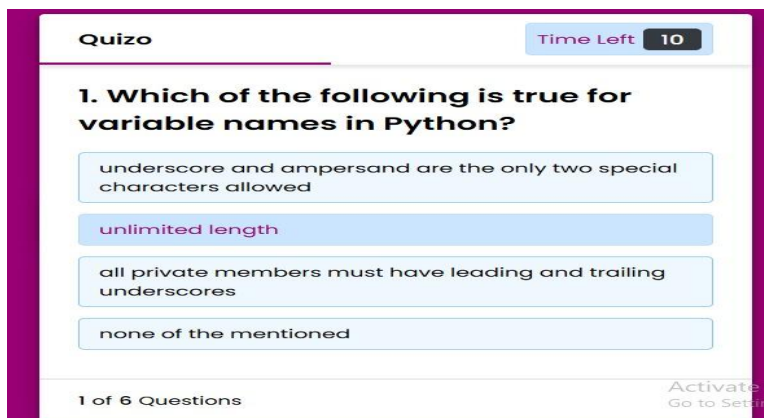 Quizo
Time Left 10
1. Which of the following is true for
variable names in Python?
underscore and ampersand are the only two special
characters allowed
unlimited length
all private members must have leading and trailing
underscores
none of the mentioned
1 of 6 Questions
Activate
Go to